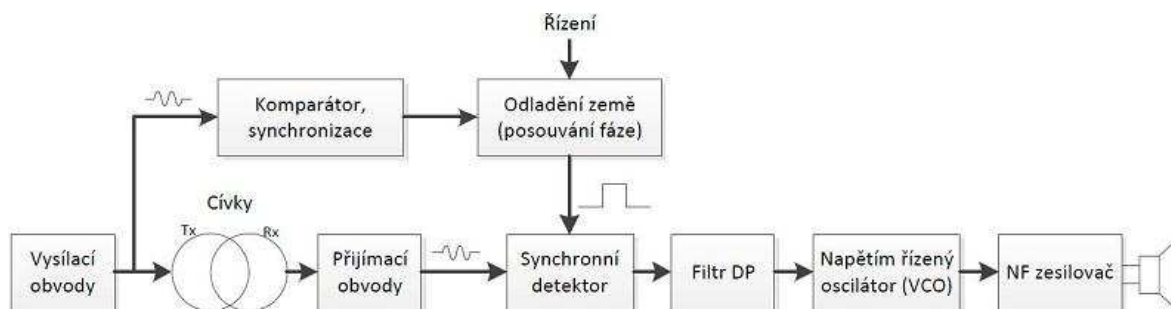 Řízení
Komparátor,
synchronizace
Odladění země
(posouvání fáze)
Cívky
Tx
Rx
Vysílací
obvody
Přijímací
obvody
Synchronní
detektor
Filtr DP
Napětím řízený
oscilátor (VCO)
NF zesilovač